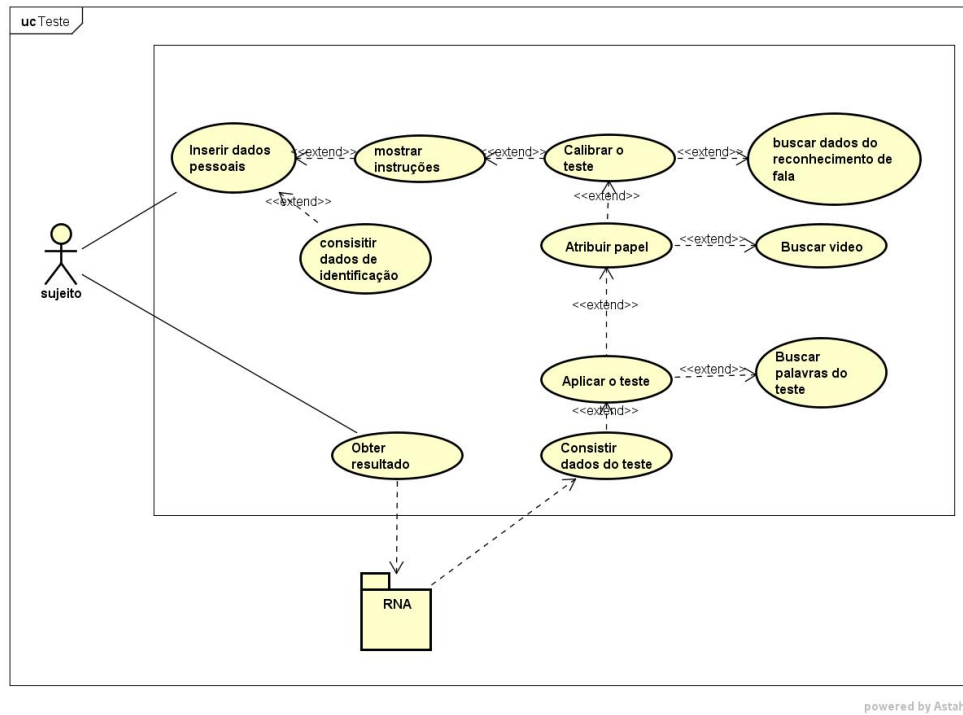 uc Teste
Inserir dados
pessoais
<<extend>>
mostrar
instruções
<<extend>>
Calibrar o
teste
<<extend>>
buscar dados do
reconhecimento de
fala
<<extend>>
<<extend>>
consisitir
dados de
identificação
Atribuir papel
<<extend>>
Buscar video
sujeito
<<extend>>
Aplicar o teste
<<extend>>
Buscar
palavras do
teste
<<extend>>
Obter
resultado
Consistir
dados do teste
RNA
powered by Astah